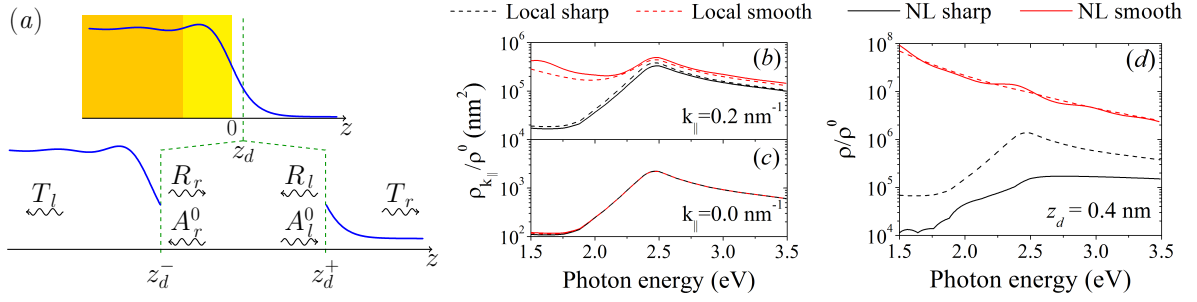 (a)
0
z
z_d
T_l
R_r
R_l
T_r
A_r^0
A_l^0
z
z_d^-
z_d^+
Local sharp
Local smooth
NL sharp
NL smooth
10^6
10^5
10^4
10^3
10^2
ρ_{k_∥}/ρ^0 (nm^2)
(b)
k_∥=0.2 nm^-1
(c)
k_∥=0.0 nm^-1
1.5 2.0 2.5 3.0 3.5
Photon energy (eV)
10^8
10^7
10^6
10^5
10^4
ρ/ρ^0
(d)
z_d = 0.4 nm
1.5 2.0 2.5 3.0 3.5
Photon energy (eV)